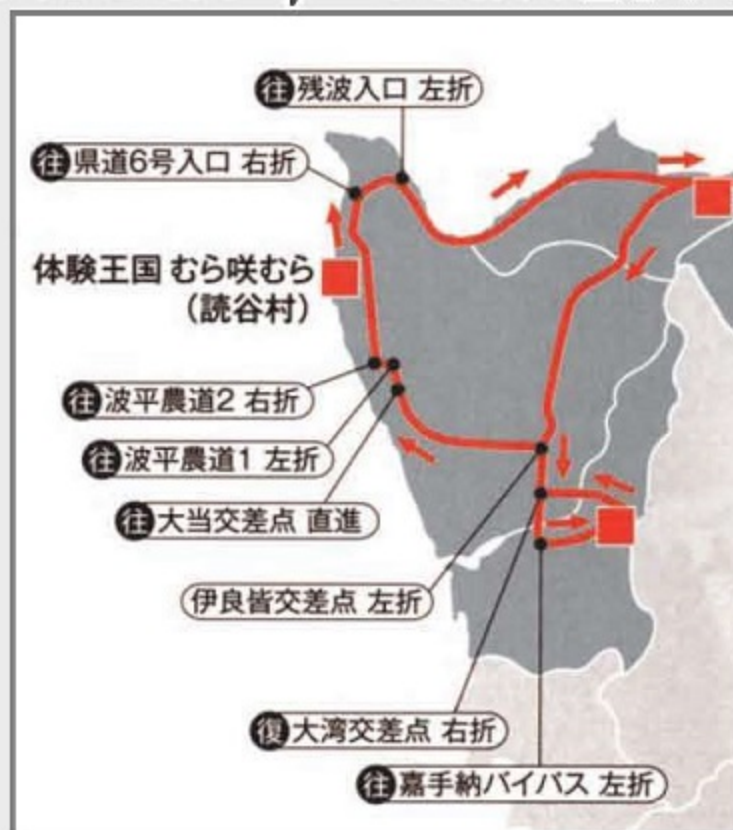 往 残波入口 左折
往 県道6号入口 右折
体験王国 むら咲むら
(読谷村)
往 波平農道2 右折
往 波平農道1 左折
往 大当交差点 直進
伊良皆交差点 左折
復 大湾交差点 右折
往 嘉手納バイパス 左折